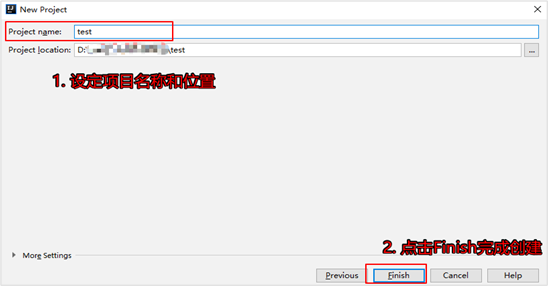 New Project
Project name: test
Project location: D:\ \test ...
1. 设定项目名称和位置
2. 点击Finish完成创建
More Settings
Previous Finish Cancel Help